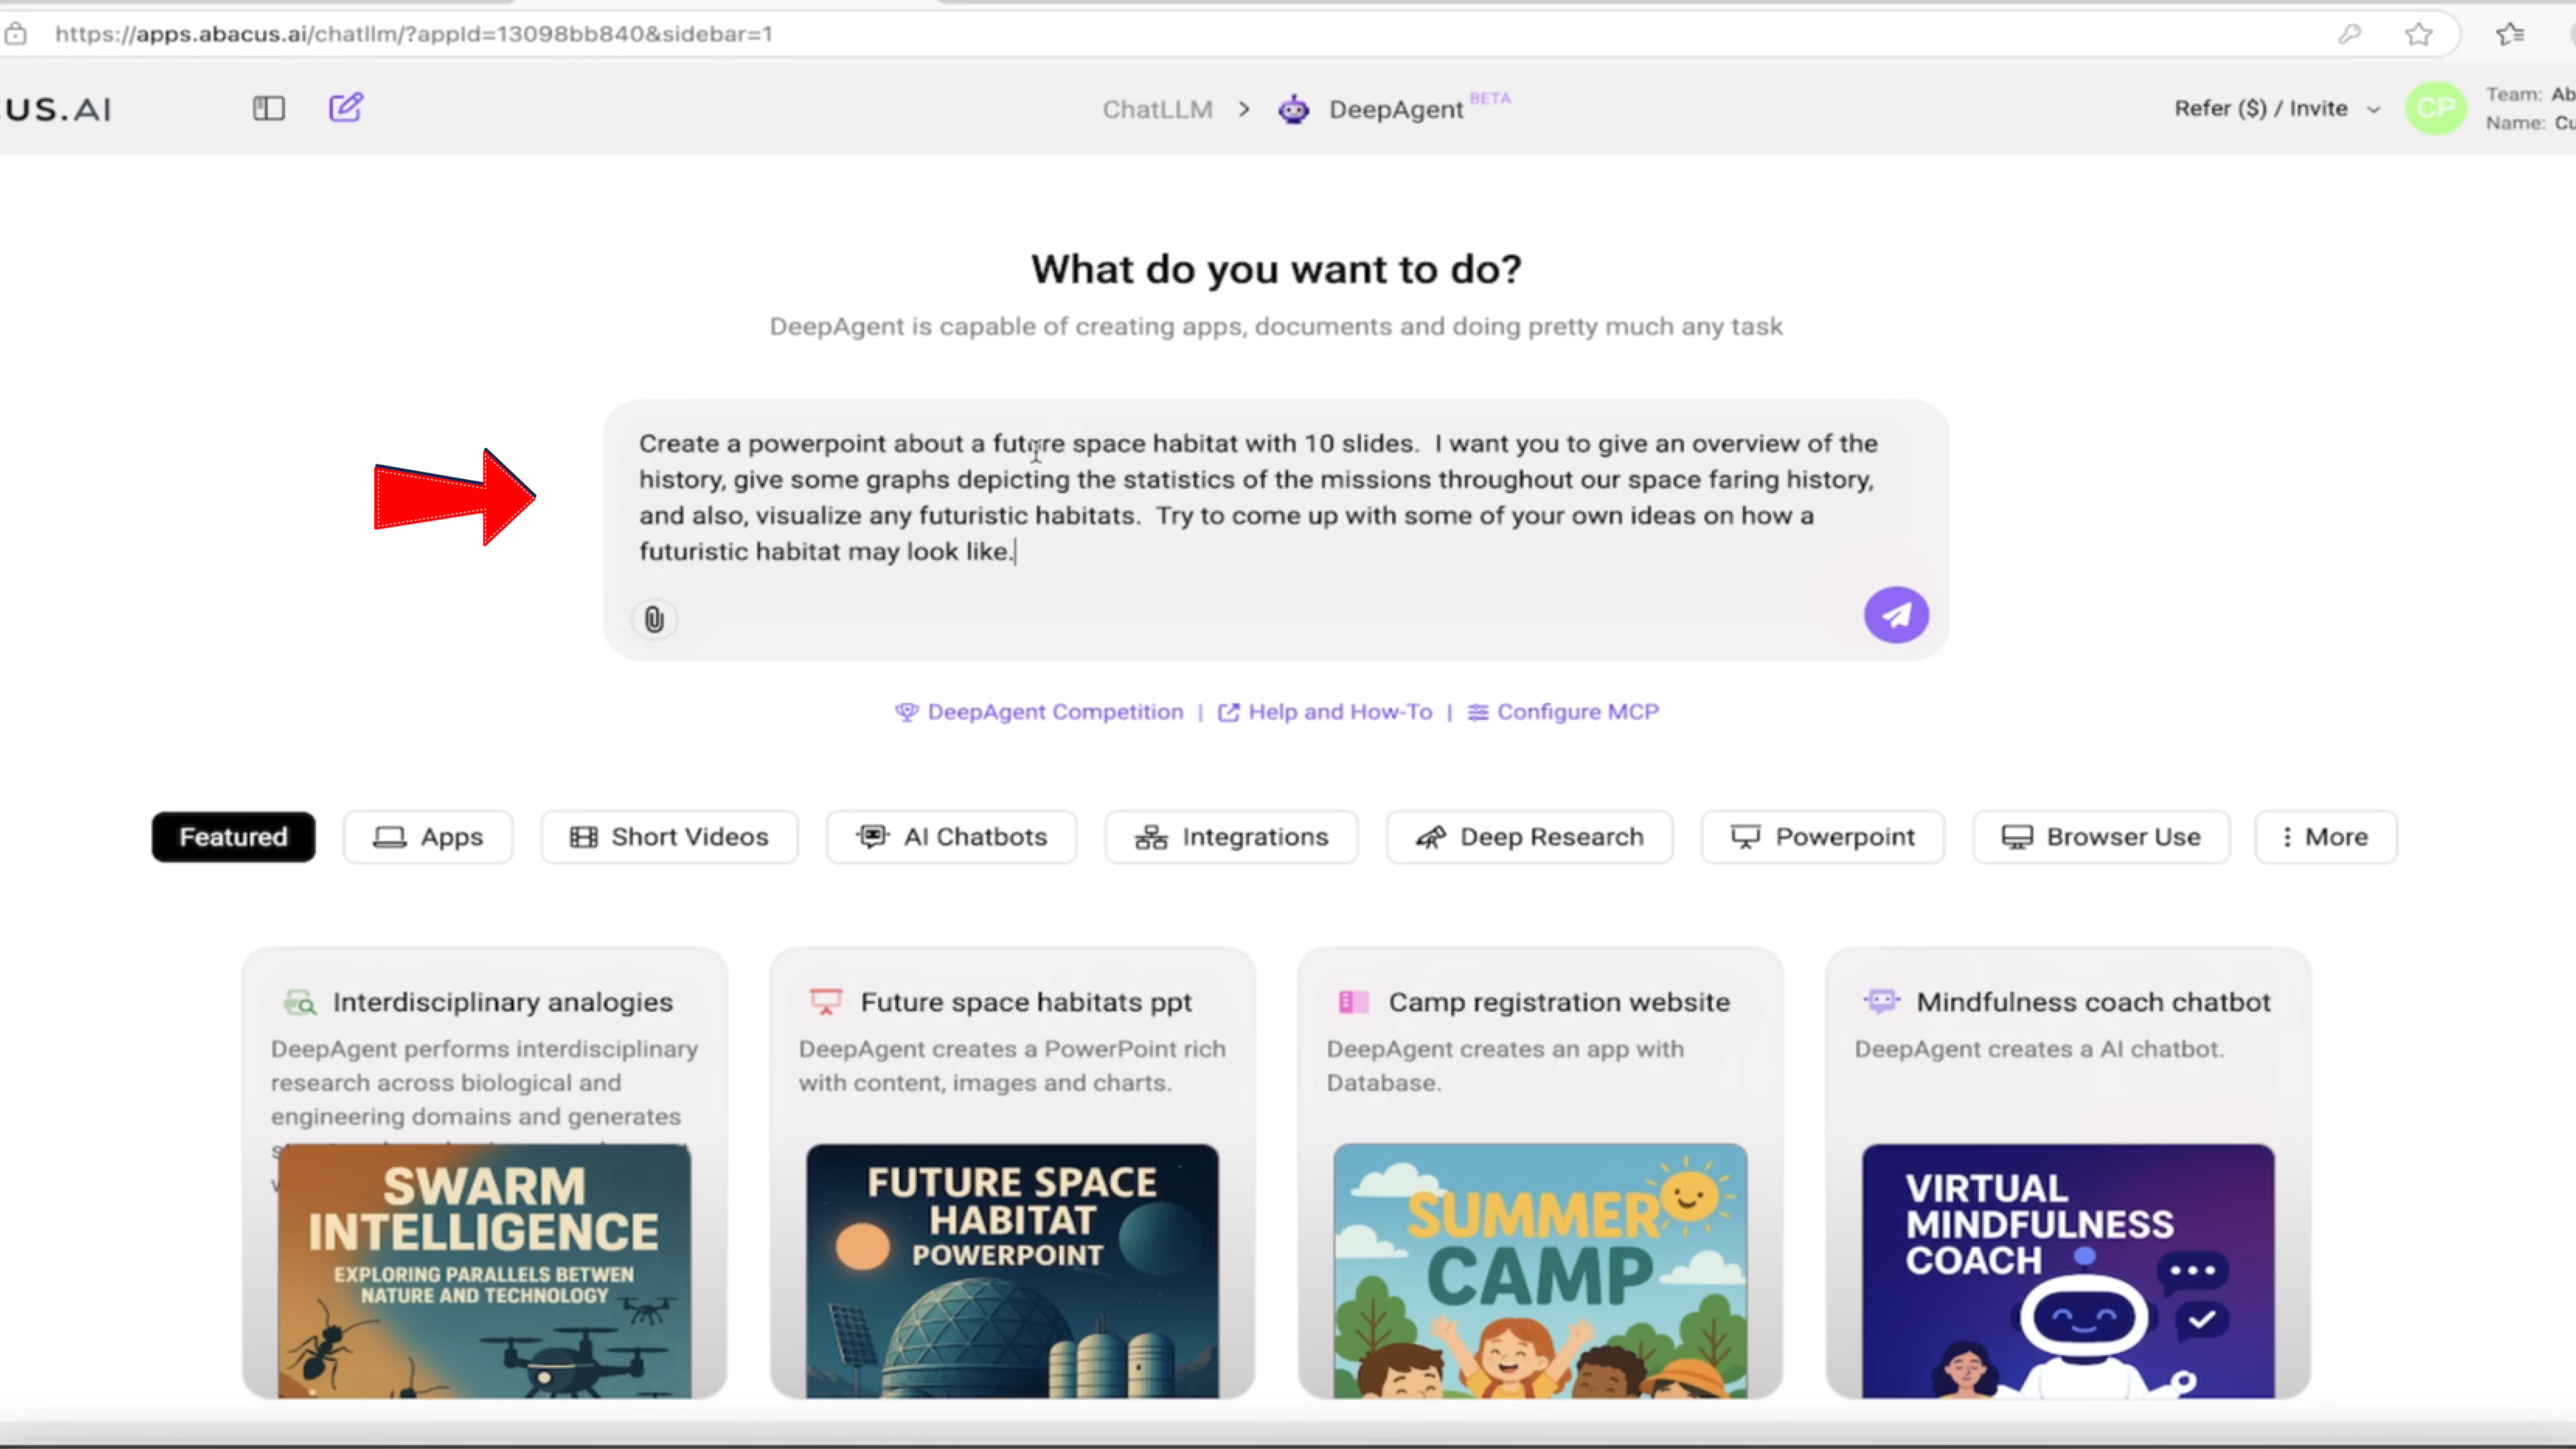 https://apps.abacus.ai/chatllm/?appId=13098bb840&sidebar=1
CUS.AI
ChatLLM > DeepAgent BETA
Refer ($) / Invite
CP
Team: Ab
Name: Cu
What do you want to do?
DeepAgent is capable of creating apps, documents and doing pretty much any task
Create a powerpoint about a future space habitat with 10 slides.  I want you to give an overview of the
history, give some graphs depicting the statistics of the missions throughout our space faring history,
and also, visualize any futuristic habitats.  Try to come up with some of your own ideas on how a
futuristic habitat may look like.
DeepAgent Competition | Help and How-To | Configure MCP
Featured
Apps
Short Videos
AI Chatbots
Integrations
Deep Research
Powerpoint
Browser Use
More
Interdisciplinary analogies
DeepAgent performs interdisciplinary
research across biological and
engineering domains and generates
SWARM
INTELLIGENCE
EXPLORING PARALLELS BETWEN
NATURE AND TECHNOLOGY
Future space habitats ppt
DeepAgent creates a PowerPoint rich
with content, images and charts.
FUTURE SPACE
HABITAT
POWERPOINT
Camp registration website
DeepAgent creates an app with
Database.
SUMMER
CAMP
Mindfulness coach chatbot
DeepAgent creates a AI chatbot.
VIRTUAL
MINDFULNESS
COACH